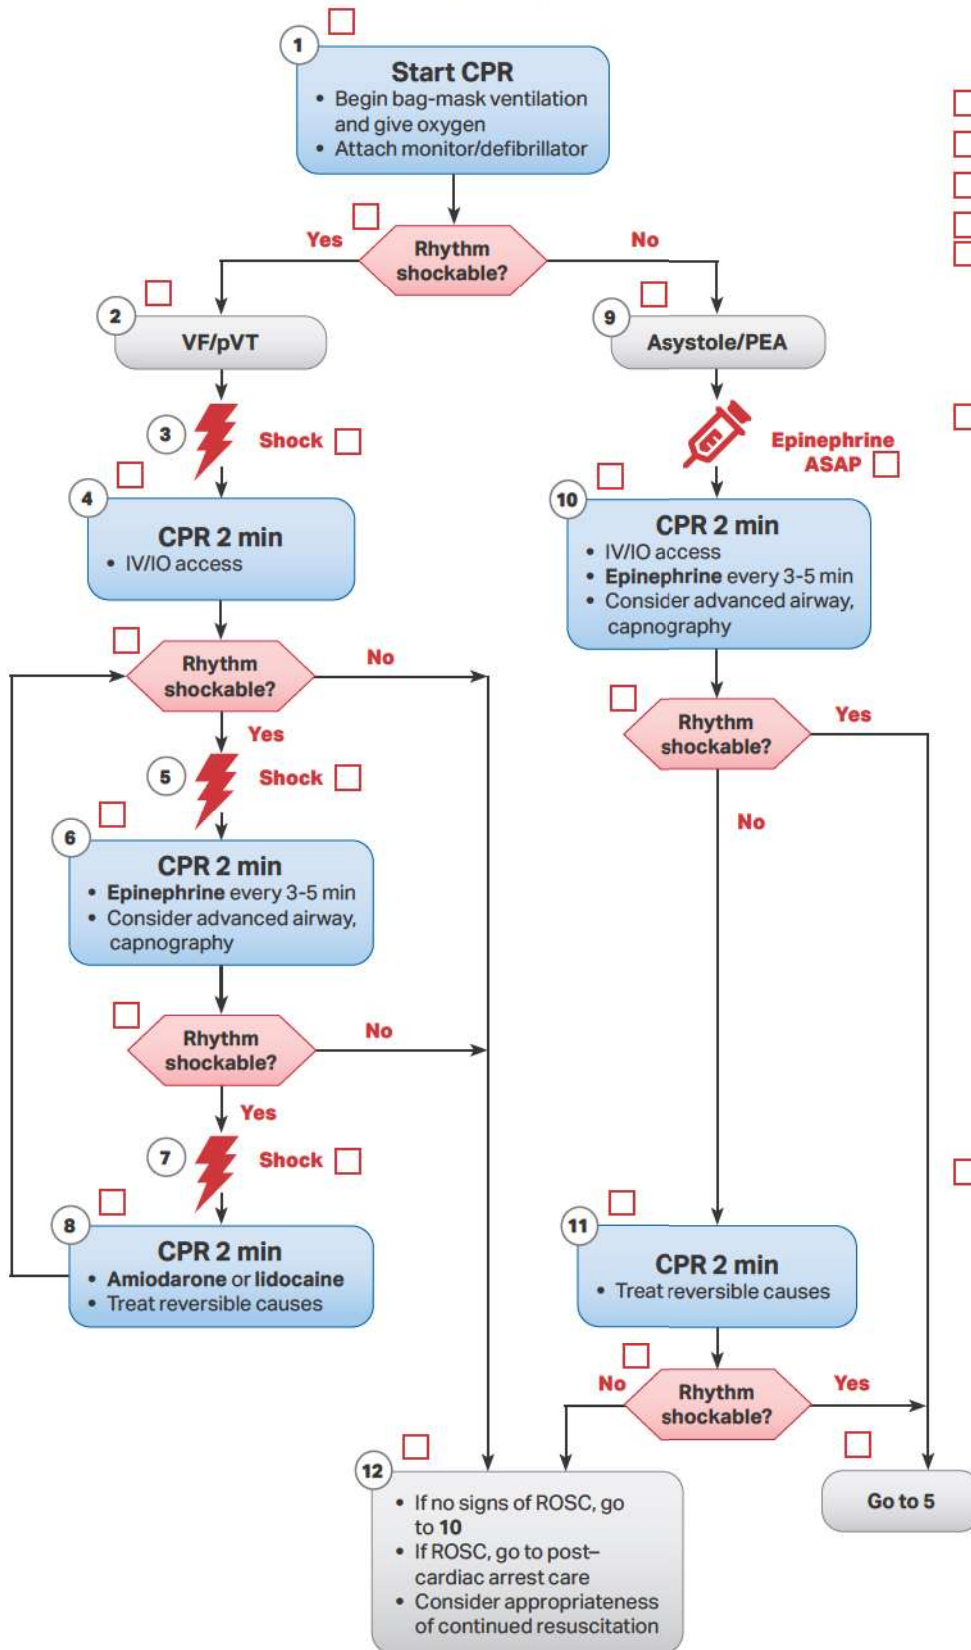 1
Start CPR
• Begin bag-mask ventilation
and give oxygen
• Attach monitor/defibrillator
Rhythm
shockable?
Yes
No
2
VF/pVT
9
Asystole/PEA
3
Shock
Epinephrine
ASAP
4
CPR 2 min
• IV/IO access
10
CPR 2 min
• IV/IO access
• Epinephrine every 3-5 min
• Consider advanced airway,
capnography
Rhythm
shockable?
No
Yes
Rhythm
shockable?
Yes
No
5
Shock
6
CPR 2 min
• Epinephrine every 3-5 min
• Consider advanced airway,
capnography
Rhythm
shockable?
No
Yes
7
Shock
8
CPR 2 min
• Amiodarone or lidocaine
• Treat reversible causes
11
CPR 2 min
• Treat reversible causes
Rhythm
shockable?
No
Yes
12
• If no signs of ROSC, go
to 10
• If ROSC, go to post–
cardiac arrest care
• Consider appropriateness
of continued resuscitation
Go to 5